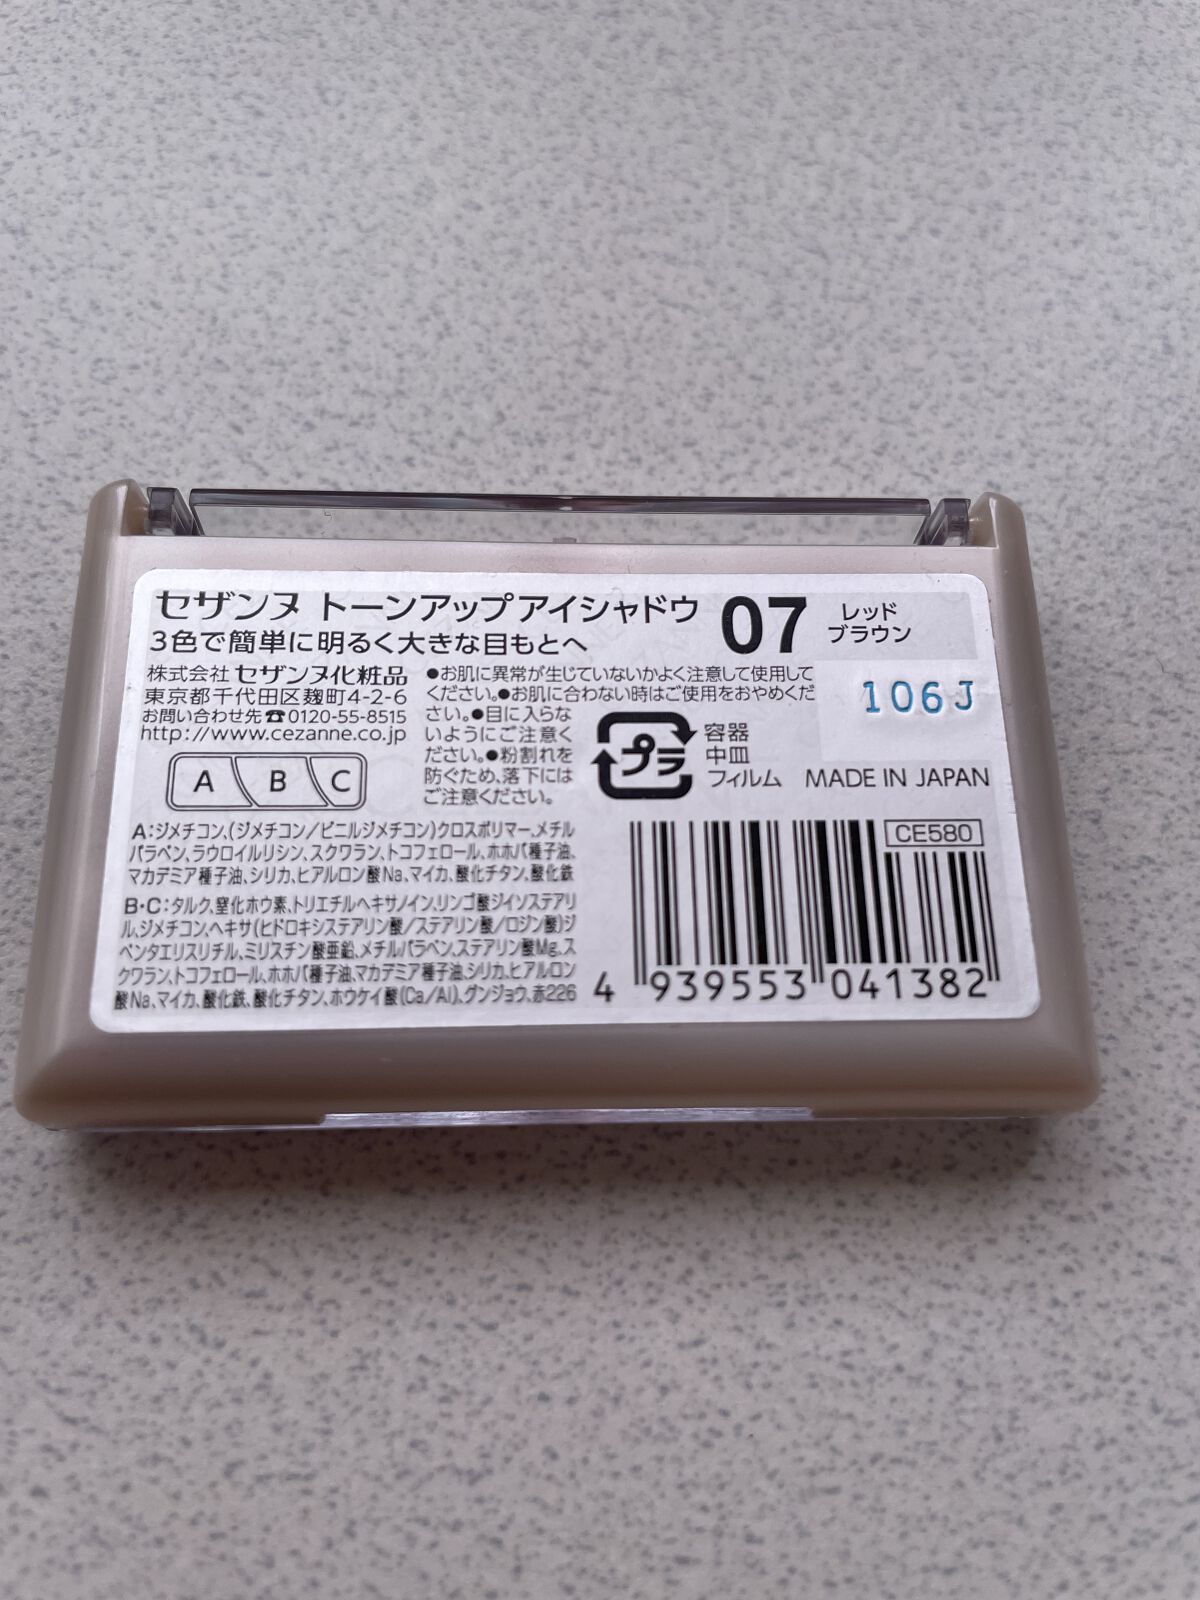 セザンヌ トーンアップアイシャドウ 07 レッド
ブラウン
3色で簡単に明るく大きな目もとへ
株式会社 セザンヌ化粧品
東京都千代田区麹町4-2-6
お問い合わせ先☎0120-55-8515
http://www.cezanne.co.jp
●お肌に異常が生じていないかよく注意して使用して
ください。●お肌に合わない時はご使用をおやめくだ
さい。●目に入らな
いようにご注意く
ださい。●粉割れを
防ぐため、落下には
ご注意ください。
106J
プラ
容器
中皿
フィルム
MADE IN JAPAN
A B C
A:ジメチコン、(ジメチコン/ビニルジメチコン)クロスポリマー、メチル
パラベン、ラウロイルリシン、スクワラン、トコフェロール、ホホバ種子油、
マカデミア種子油、シリカ、ヒアルロン酸Na、マイカ、酸化チタン、酸化鉄
B・C:タルク、窒化ホウ素、トリエチルヘキサノイン、リンゴ酸ジイソステアリ
ル、ジメチコン、ヘキサ(ヒドロキシステアリン酸/ステアリン酸/ロジン酸)ジ
ペンタエリスリチル、ミリスチン酸亜鉛、メチルパラベン、ステアリン酸Mg、ス
クワラン、トコフェロール、ホホバ種子油、マカデミア種子油、シリカ、ヒアルロン
酸Na、マイカ、酸化鉄、酸化チタン、ホウケイ酸(Ca/Al)、グンジョウ、赤226
CE580
4 939553 041382